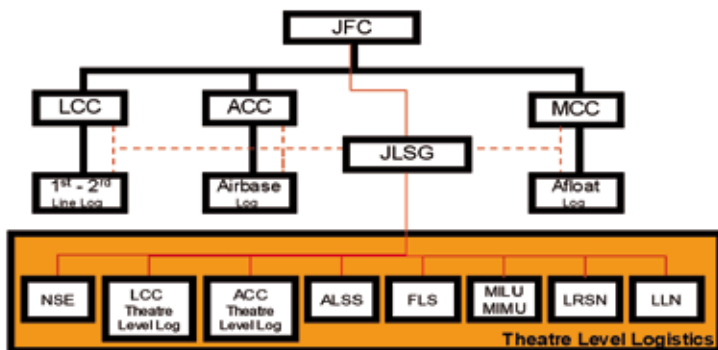 JFC
LCC
ACC
MCC
JLSG
1st - 2rd
Line Log
Airbase
Log
Afloat
Log
NSE
LCC
Theatre
Level Log
ACC
Theatre
Level Log
ALSS
FLS
MILU
MIMU
LRSN
LLN
Theatre Level Logistics